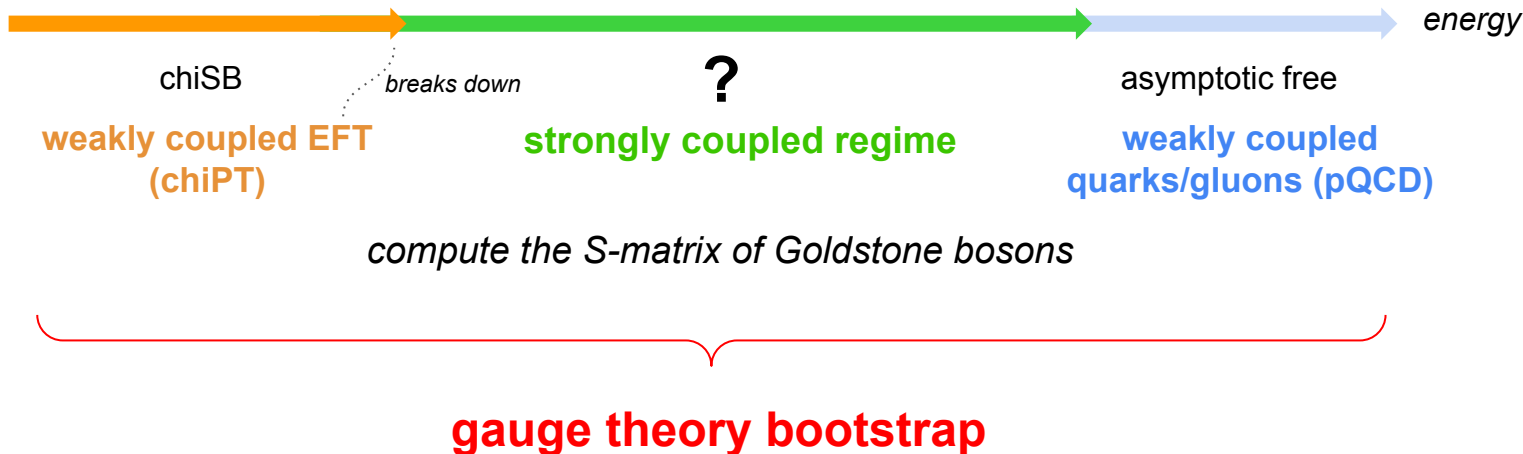 energy
chiSB
breaks down
?
asymptotic free
weakly coupled EFT
(chiPT)
strongly coupled regime
weakly coupled
quarks/gluons (pQCD)
compute the S-matrix of Goldstone bosons
gauge theory bootstrap